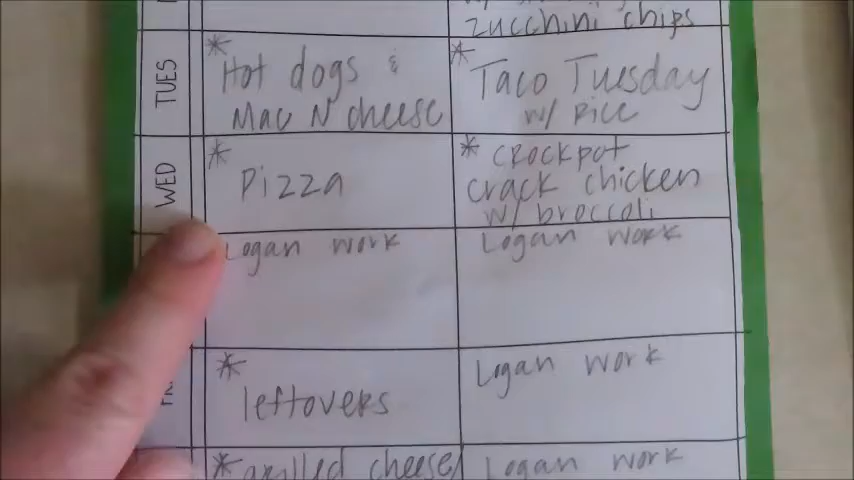 zucchini chips
TUES
* Hot dogs &
Mac N cheese
* Taco Tuesday
w/ Rice
WED
* Pizza
* Crockpot
crack chicken
w/ broccoli
Logan work
Logan work
* leftovers
Logan work
* grilled cheese/
Logan work